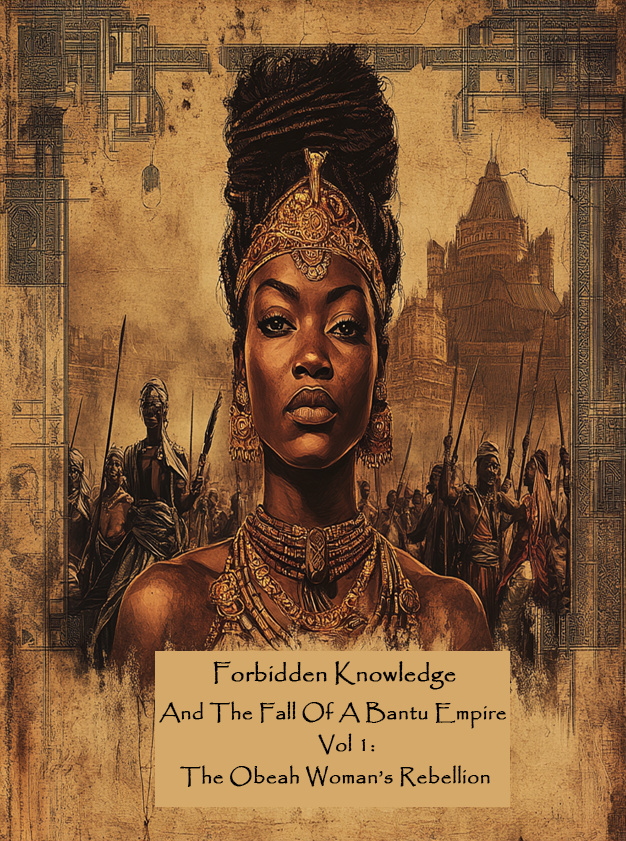 Forbidden Knowledge
And The Fall Of A Bantu Empire
Vol 1:
The Obeah Woman's Rebellion